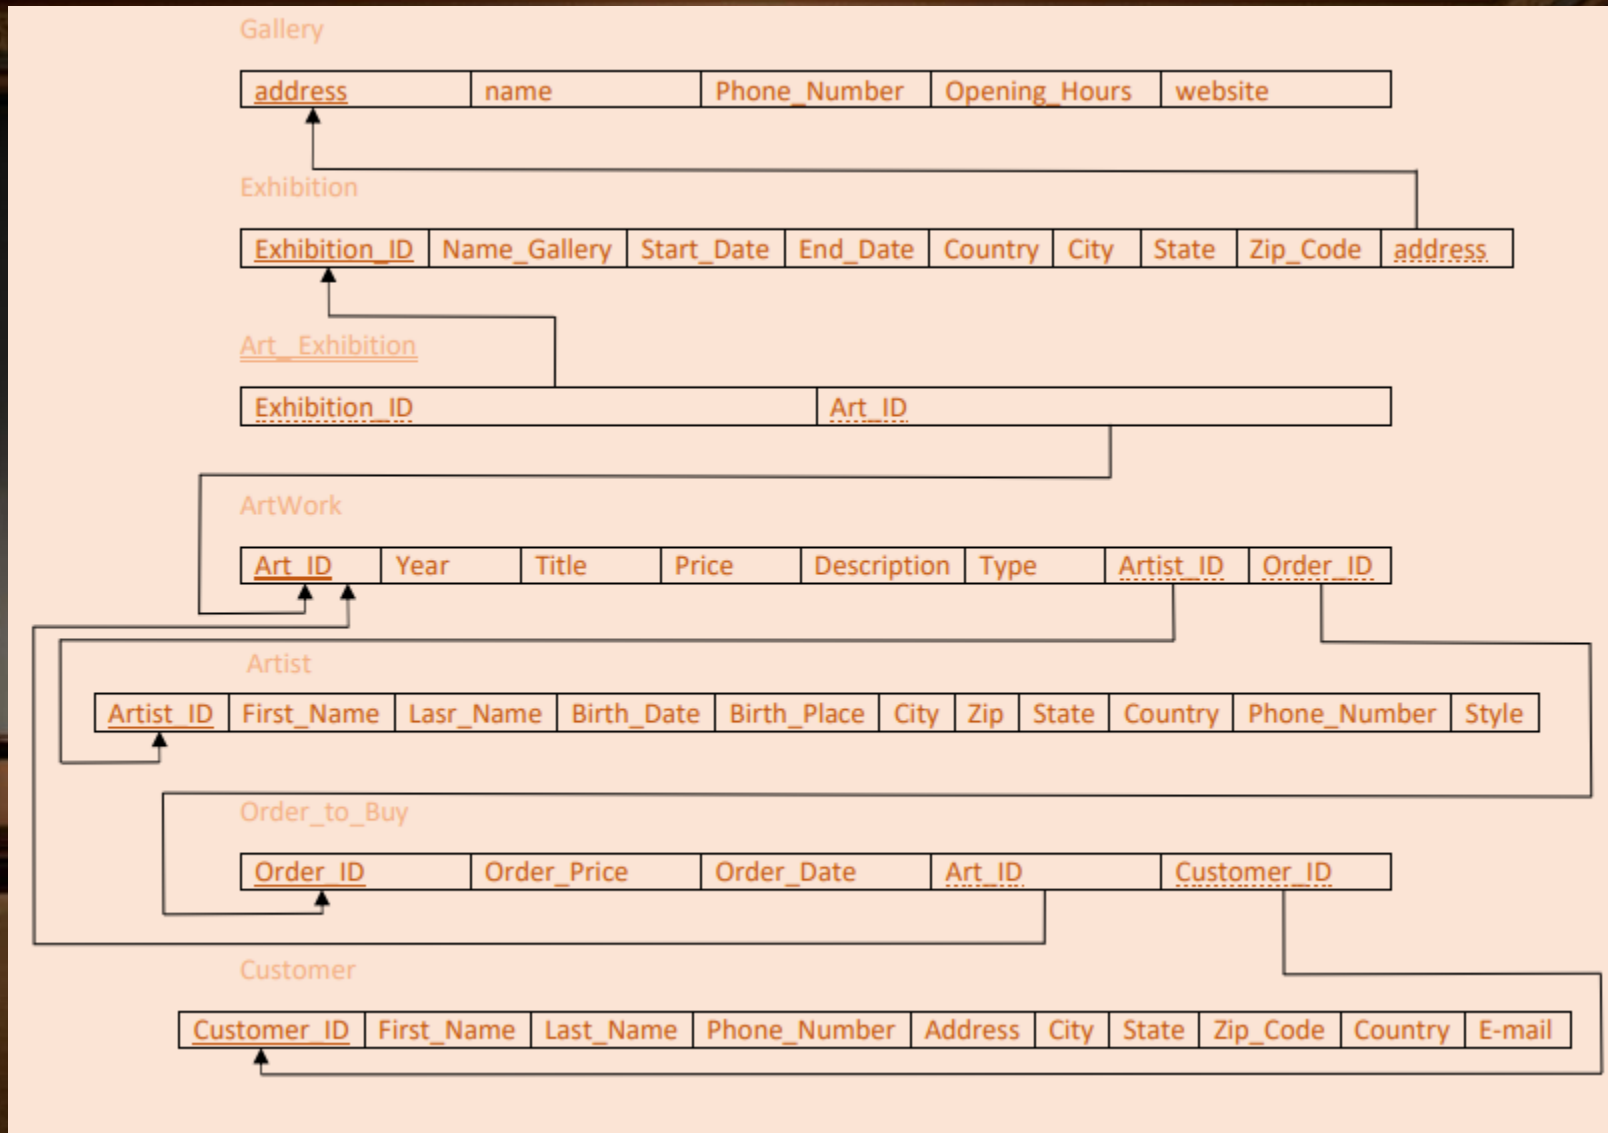 Gallery
address name Phone_Number Opening_Hours website
Exhibition
Exhibition_ID Name_Gallery Start_Date End_Date Country City State Zip_Code address
Art_ Exhibition
Exhibition_ID Art_ID
ArtWork
Art_ID Year Title Price Description Type Artist_ID Order_ID
Artist
Artist_ID First_Name Lasr_Name Birth_Date Birth_Place City Zip State Country Phone_Number Style
Order_to_Buy
Order_ID Order_Price Order_Date Art_ID Customer_ID
Customer
Customer_ID First_Name Last_Name Phone_Number Address City State Zip_Code Country E-mail